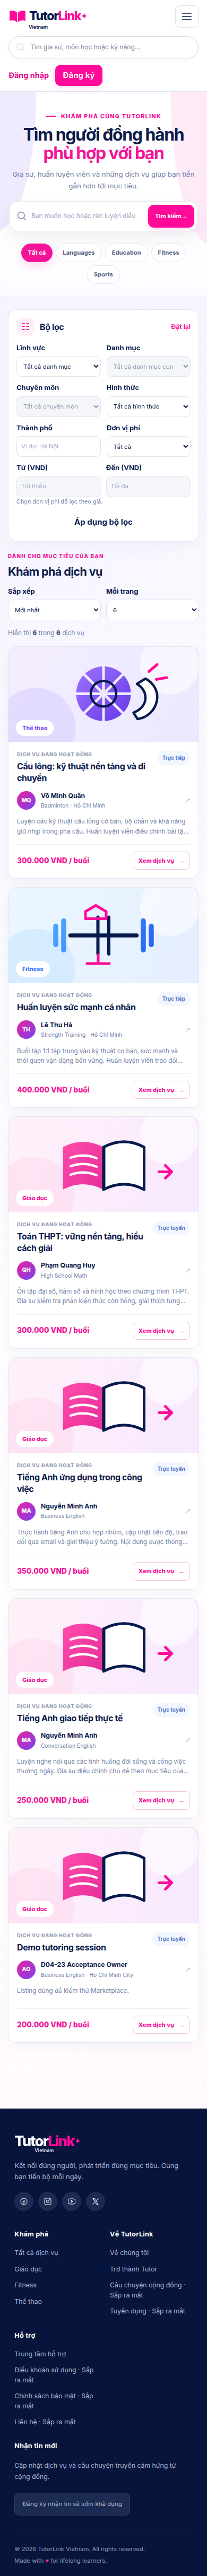 TutorLink
Vietnam
Tìm gia sư, môn học hoặc kỹ năng...
Đăng nhập
Đăng ký
KHÁM PHÁ CÙNG TUTORLINK
Tìm người đồng hành
phù hợp với bạn
Gia sư, huấn luyện viên và những dịch vụ giúp bạn tiến
gần hơn tới mục tiêu.
Bạn muốn học hoặc rèn luyện điều
Tìm kiếm→
Tất cả
Languages
Education
Fitness
Sports
Bộ lọc
Đặt lại
Lĩnh vực
Danh mục
Tất cả danh mục
Tất cả danh mục con
Chuyên môn
Hình thức
Tất cả chuyên môn
Tất cả hình thức
Thành phố
Đơn vị phí
Ví dụ: Hà Nội
Tất cả
Từ (VND)
Đến (VND)
Tối thiểu
Tối đa
Chọn đơn vị phí để lọc theo giá.
Áp dụng bộ lọc
DÀNH CHO MỤC TIÊU CỦA BẠN
Khám phá dịch vụ
Sắp xếp
Mỗi trang
Mới nhất
6
Hiển thị 6 trong 6 dịch vụ
Thể thao
DỊCH VỤ ĐANG HOẠT ĐỘNG
Trực tiếp
Cầu lông: kỹ thuật nền tảng và di
chuyển
MQ
Võ Minh Quân
Badminton · Hồ Chí Minh
Luyện các kỹ thuật cầu lông cơ bản, bộ chân và khả năng
giữ nhịp trong pha cầu. Huấn luyện viên điều chỉnh bài tậ...
300.000 VND / buổi
Xem dịch vụ →
Fitness
DỊCH VỤ ĐANG HOẠT ĐỘNG
Trực tiếp
Huấn luyện sức mạnh cá nhân
TH
Lê Thu Hà
Strength Training · Hồ Chí Minh
Buổi tập 1:1 tập trung vào kỹ thuật cơ bản, sức mạnh và
thói quen vận động bền vững. Huấn luyện viên trao đổi...
400.000 VND / buổi
Xem dịch vụ →
Giáo dục
DỊCH VỤ ĐANG HOẠT ĐỘNG
Trực tuyến
Toán THPT: vững nền tảng, hiểu
cách giải
QH
Phạm Quang Huy
High School Math
Ôn tập đại số, hàm số và hình học theo chương trình THPT.
Gia sư kiểm tra phần kiến thức còn hổng, giải thích từng...
300.000 VND / buổi
Xem dịch vụ →
Giáo dục
DỊCH VỤ ĐANG HOẠT ĐỘNG
Trực tuyến
Tiếng Anh ứng dụng trong công
việc
MA
Nguyễn Minh Anh
Business English
Thực hành tiếng Anh cho họp nhóm, cập nhật tiến độ, trao
đổi qua email và giới thiệu ý tưởng. Nội dung được thống...
350.000 VND / buổi
Xem dịch vụ →
Giáo dục
DỊCH VỤ ĐANG HOẠT ĐỘNG
Trực tuyến
Tiếng Anh giao tiếp thực tế
MA
Nguyễn Minh Anh
Conversation English
Luyện nghe nói qua các tình huống đời sống và công việc
thường ngày. Gia sư điều chỉnh chủ đề theo mục tiêu của...
250.000 VND / buổi
Xem dịch vụ →
Giáo dục
DỊCH VỤ ĐANG HOẠT ĐỘNG
Trực tuyến
Demo tutoring session
AO
D04-23 Acceptance Owner
Business English · Ho Chi Minh City
Listing dùng để kiểm thử Marketplace.
200.000 VND / buổi
Xem dịch vụ →
TutorLink
Vietnam
Kết nối đúng người, phát triển đúng mục tiêu. Cùng
bạn tiến bộ mỗi ngày.
Khám phá
Về TutorLink
Tất cả dịch vụ
Về chúng tôi
Giáo dục
Trở thành Tutor
Fitness
Câu chuyện cộng đồng ·
Sắp ra mắt
Thể thao
Tuyển dụng · Sắp ra mắt
Hỗ trợ
Trung tâm hỗ trợ
Điều khoản sử dụng · Sắp
ra mắt
Chính sách bảo mật · Sắp
ra mắt
Liên hệ · Sắp ra mắt
Nhận tin mới
Cập nhật dịch vụ và câu chuyện truyền cảm hứng từ
cộng đồng.
Đăng ký nhận tin sẽ sớm khả dụng
© 2026 TutorLink Vietnam. All rights reserved.
Made with ♥ for lifelong learners.